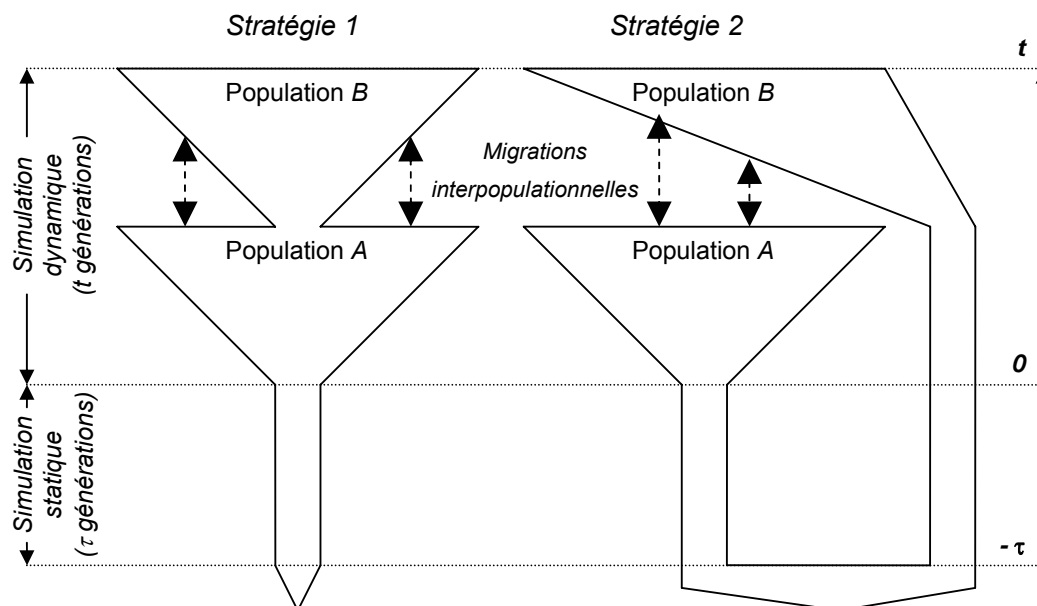 Stratégie 1
Stratégie 2
t
Population B
Population B
Migrations
interpopulationnelles
Simulation
dynamique
(t générations)
Population A
Population A
0
Simulation
statique
(τ générations)
- τ